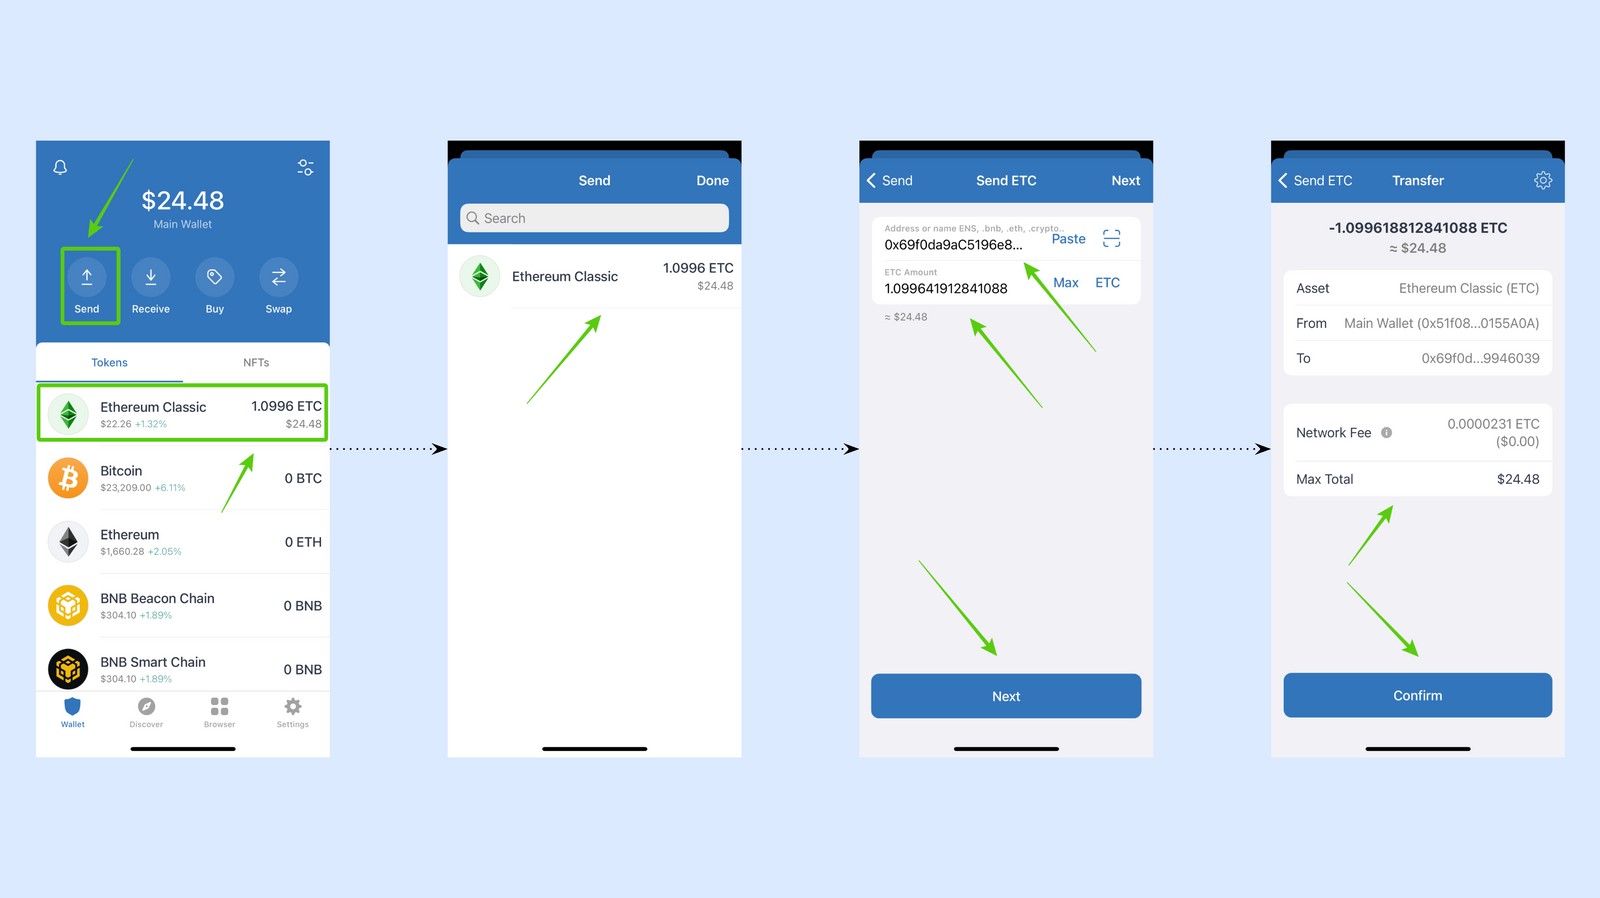 $24.48
Main Wallet
Send
Receive
Buy
Swap
Tokens
NFTs
Ethereum Classic
1.0996 ETC
$22.26 +1.32%
$24.48
Bitcoin
0 BTC
$23,209.00 +6.11%
Ethereum
0 ETH
$1,660.28 +2.05%
BNB Beacon Chain
0 BNB
$304.10 +1.89%
BNB Smart Chain
0 BNB
$304.10 +1.89%
Wallet
Discover
Browser
Settings
Send
Done
Search
Ethereum Classic
1.0996 ETC
$24.48
Send
Send ETC
Next
Address or name ENS, .bnb, .eth, .crypto..
0x69f0da9aC5196e8...
Paste
ETC Amount
1.099641912841088
Max
ETC
≈ $24.48
Next
Send ETC
Transfer
-1.099618812841088 ETC
≈ $24.48
Asset
Ethereum Classic (ETC)
From
Main Wallet (0x51f08...0155A0A)
To
0x69f0d...9946039
Network Fee
0.0000231 ETC
($0.00)
Max Total
$24.48
Confirm